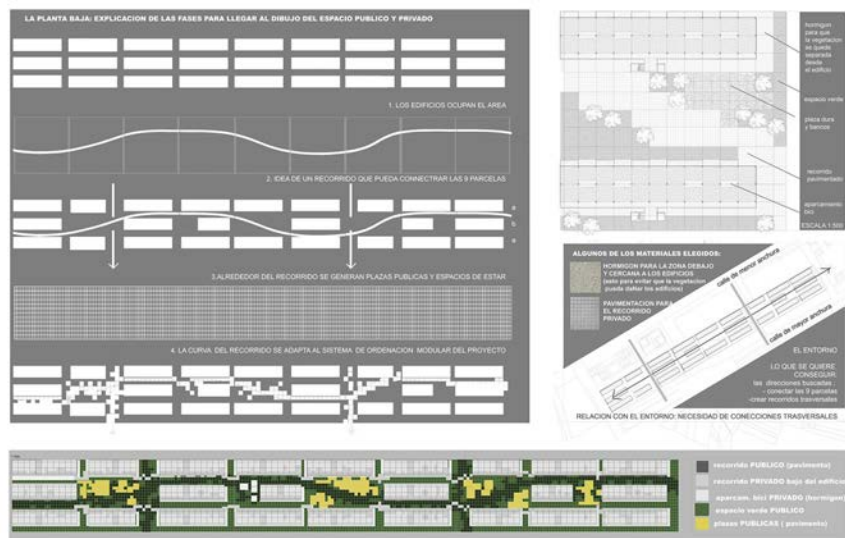 LA PLANTA BAJA: EXPLICACION DE LAS FASES PARA LLEGAR AL DIBUJO DEL ESPACIO PUBLICO Y PRIVADO
1. LOS EDIFICIOS OCUPAN EL AREA
2. IDEA DE UN RECORRIDO QUE PUEDA CONNECTRAR LAS 9 PARCELAS
a
b
a
3.ALREDEDOR DEL RECORRIDO SE GENERAN PLAZAS PUBLICAS Y ESPACIOS DE ESTAR
4. LA CURVA DEL RECORRIDO SE ADAPTA AL SISTEMA DE ORDENACION MODULAR DEL PROYECTO
hormigon
para que
la vegetacion
se quede
separada
desde
el edificio
espacio verde
plaza dura
y bancos
recorrido
pavimentado
aparcamiento
bici
ESCALA 1:500
ALGUNOS DE LOS MATERIALES ELEGIDOS:
HORMIGON PARA LA ZONA DEBAJO
Y CERCANA A LOS EDIFICIOS
(esto para evitar que la vegetacion
pueda dañar los edificios)
PAVIMENTACION PARA
EL RECORRIDO
PRIVADO
calle de menor anchura
calle de mayor anchura
EL ENTORNO
LO QUE SE QUIERE
CONSEGUIR:
las direcciones buscadas :
- conectar las 9 parcelas
-crear recorridos trasversales
RELACION CON EL ENTORNO: NECESIDAD DE CONECCIONES TRASVERSALES
recorrido PUBLICO (pavimento)
recorrido PRIVADO bajo del edificio
aparcam. bici PRIVADO (hormigon)
espacio verde PUBLICO
plazas PUBLICAS ( pavimento)